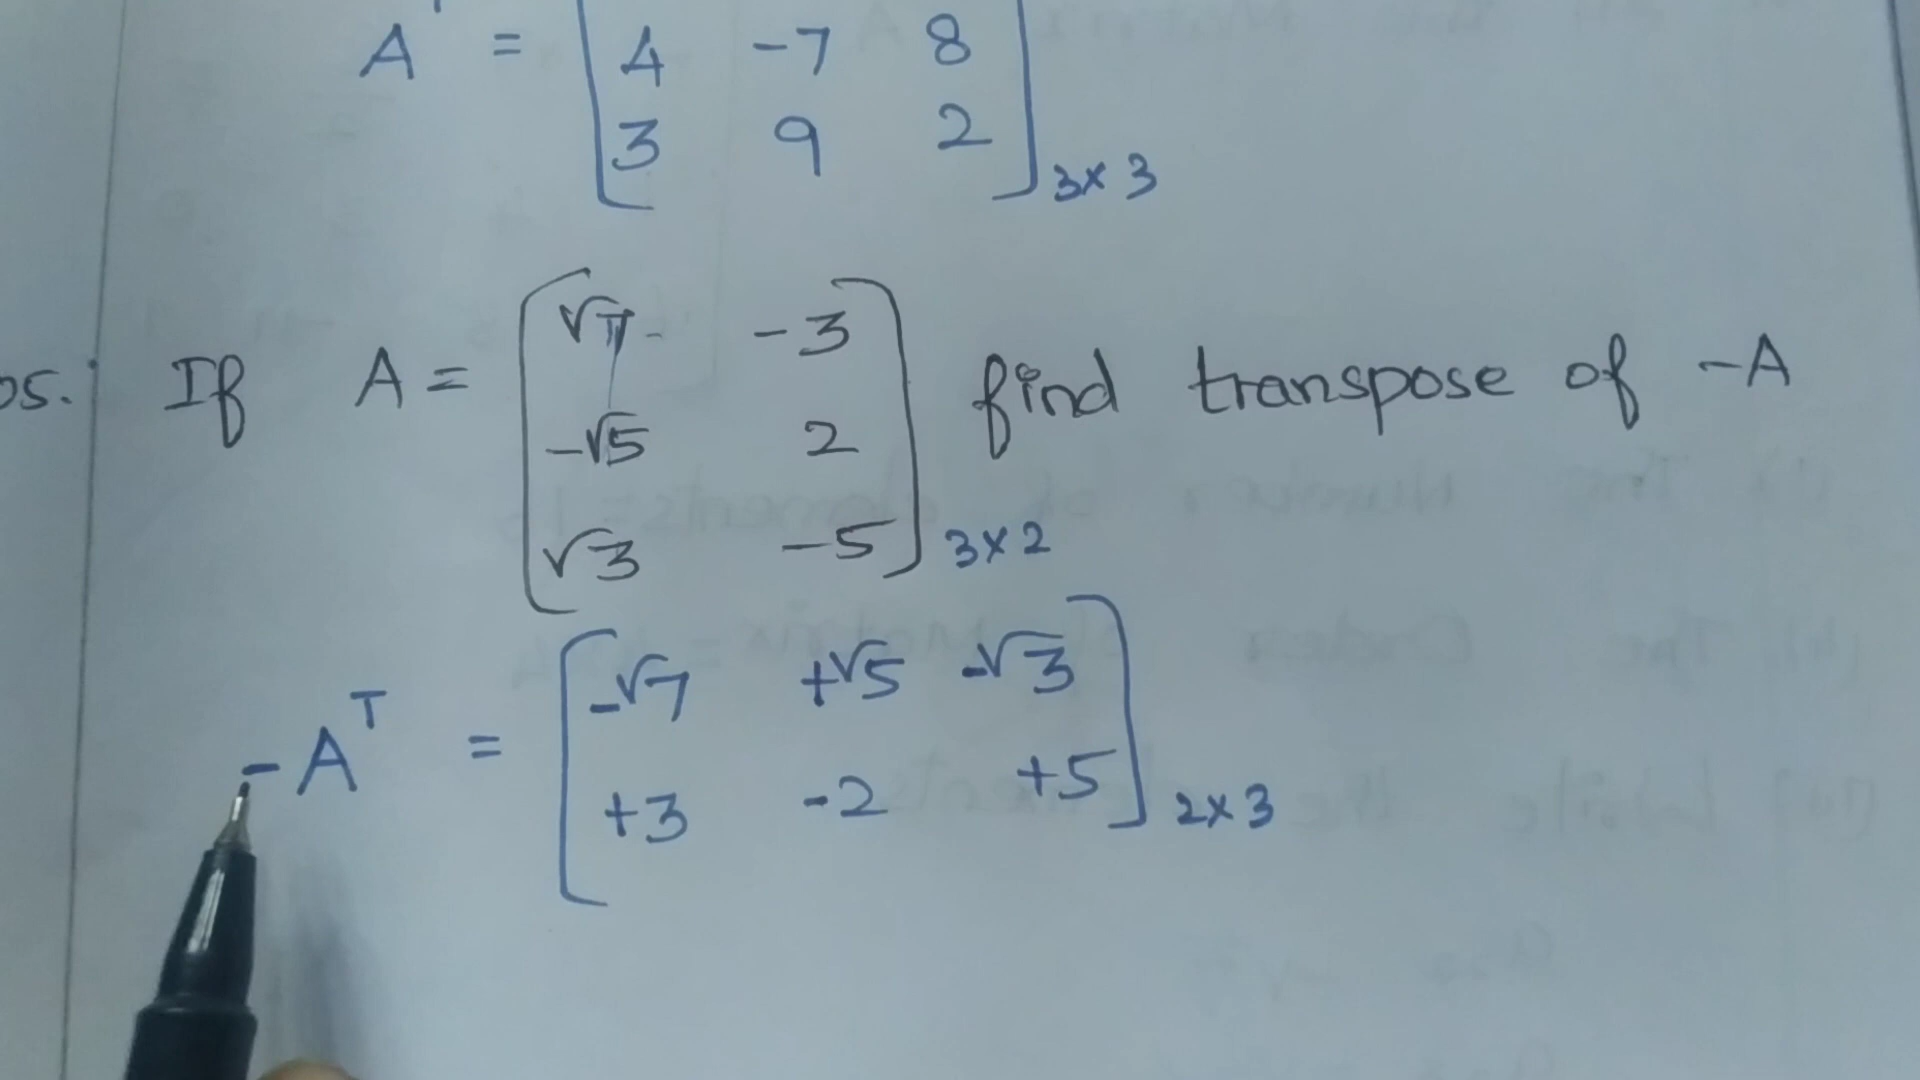 A = [ 4 -7 8
3 9 2 ] 3×3
05. If A = [ √7 -3
-√5 2
√3 -5 ] 3×2 find transpose of -A
-A^T = [ -√7 +√5 -√3
+3 -2 +5 ] 2×3